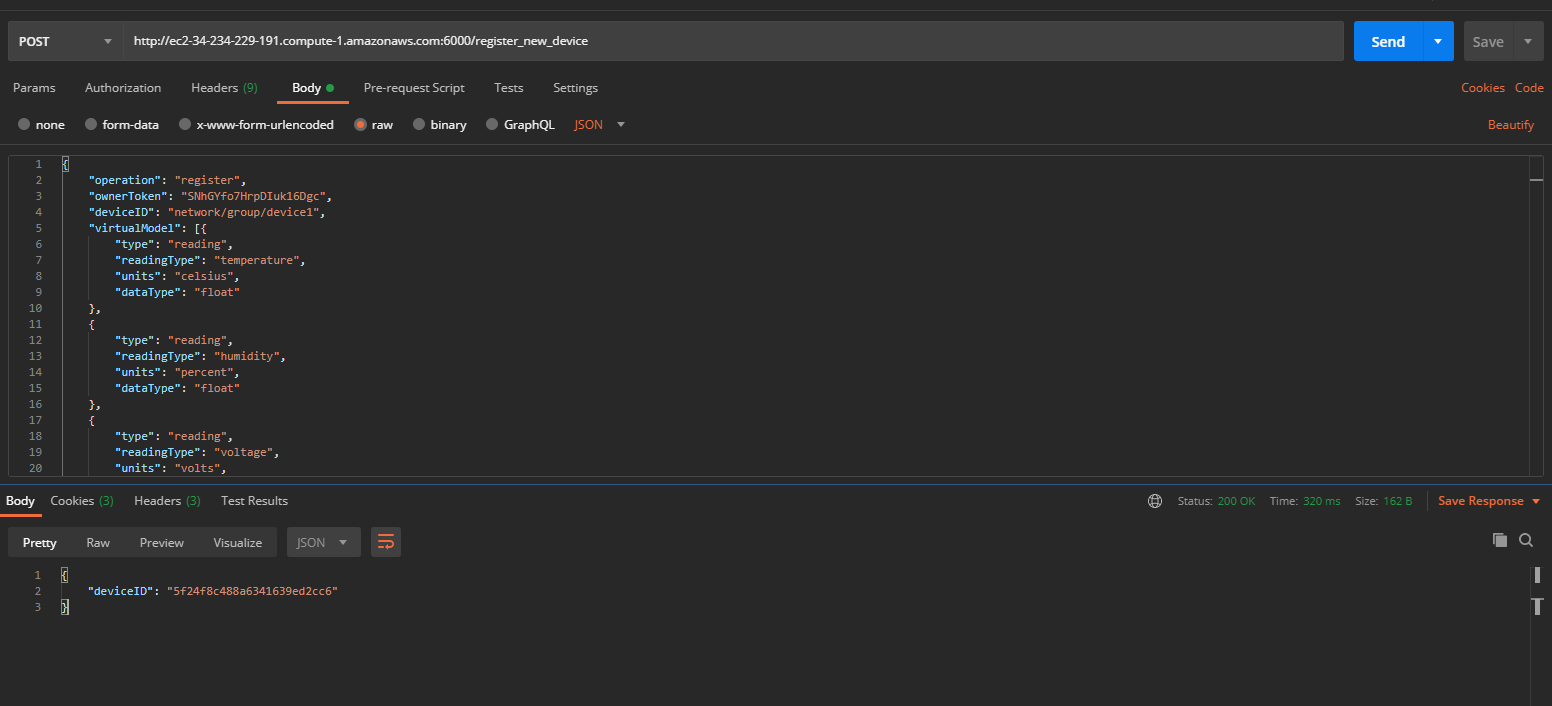 POST http://ec2-34-234-229-191.compute-1.amazonaws.com:6000/register_new_device Send Save
Params Authorization Headers (9) Body Pre-request Script Tests Settings Cookies Code
none form-data x-www-form-urlencoded raw binary GraphQL JSON Beautify
1 {
2 "operation": "register",
3 "ownerToken": "SNhGYfo7HrpDIuk16Dgc",
4 "deviceID": "network/group/device1",
5 "virtualModel": [{
6 "type": "reading",
7 "readingType": "temperature",
8 "units": "celsius",
9 "dataType": "float"
10 },
11 {
12 "type": "reading",
13 "readingType": "humidity",
14 "units": "percent",
15 "dataType": "float"
16 },
17 {
18 "type": "reading",
19 "readingType": "voltage",
20 "units": "volts",
Body Cookies (3) Headers (3) Test Results Status: 200 OK Time: 320 ms Size: 162 B Save Response
Pretty Raw Preview Visualize JSON
1 {
2 "deviceID": "5f24f8c488a6341639ed2cc6"
3 }